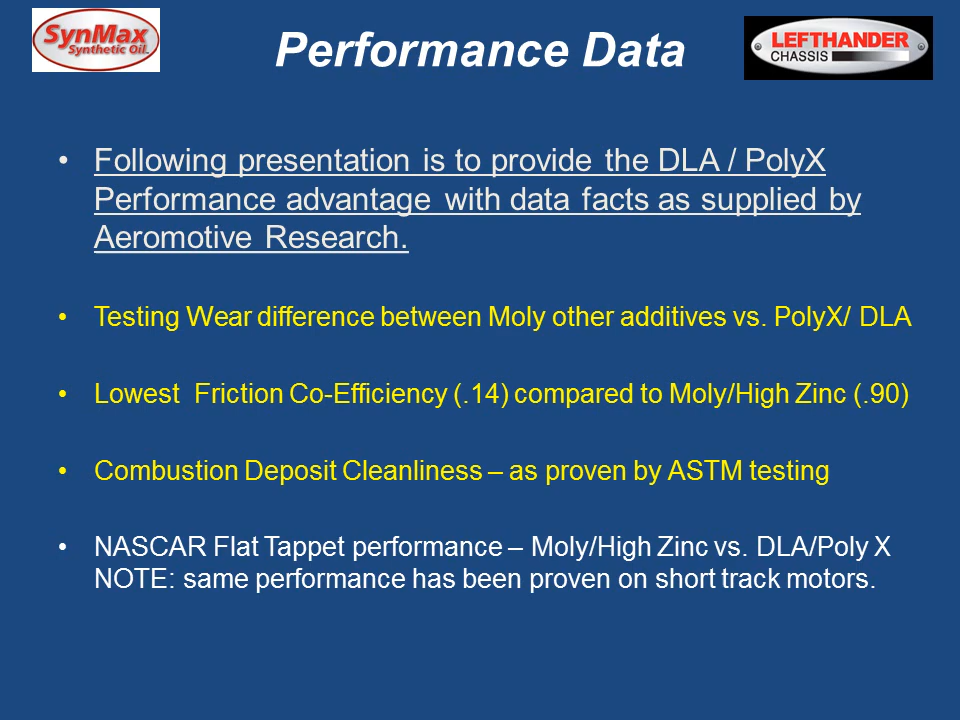 SynMax
Synthetic Oil.
Performance Data
LEFTHANDER
CHASSIS
• Following presentation is to provide the DLA / PolyX
Performance advantage with data facts as supplied by
Aeromotive Research.
• Testing Wear difference between Moly other additives vs. PolyX/ DLA
• Lowest  Friction Co-Efficiency (.14) compared to Moly/High Zinc (.90)
• Combustion Deposit Cleanliness – as proven by ASTM testing
• NASCAR Flat Tappet performance – Moly/High Zinc vs. DLA/Poly X
NOTE: same performance has been proven on short track motors.